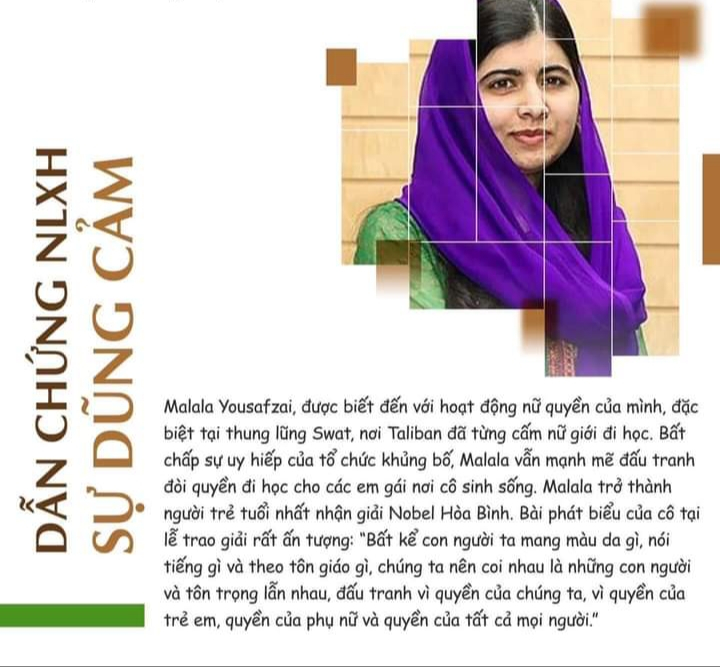 DẪN CHỨNG NLXH
SỰ DŨNG CẢM
Malala Yousafzai, được biết đến với hoạt động nữ quyền của mình, đặc
biệt tại thung lũng Swat, nơi Taliban đã từng cấm nữ giới đi học. Bất
chấp sự uy hiếp của tổ chức khủng bố, Malala vẫn mạnh mẽ đấu tranh
đòi quyền đi học cho các em gái nơi cô sinh sống. Malala trở thành
người trẻ tuổi nhất nhận giải Nobel Hòa Bình. Bài phát biểu của cô tại
lễ trao giải rất ấn tượng: “Bất kể con người ta mang màu da gì, nói
tiếng gì và theo tôn giáo gì, chúng ta nên coi nhau là những con người
và tôn trọng lẫn nhau, đấu tranh vì quyền của chúng ta, vì quyền của
trẻ em, quyền của phụ nữ và quyền của tất cả mọi người.”